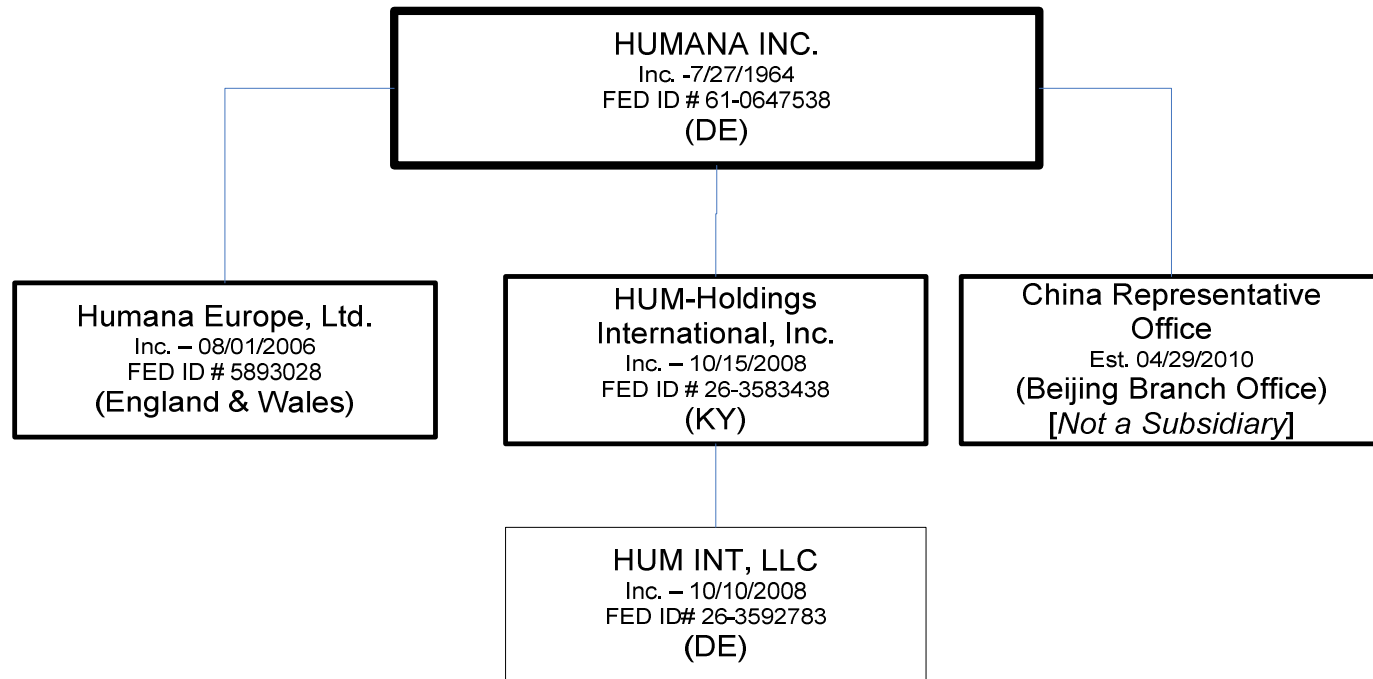 HUMANA INC.
Inc. -7/27/1964
FED ID # 61-0647538
(DE)
Humana Europe, Ltd.
Inc. – 08/01/2006
FED ID # 5893028
(England & Wales)
HUM-Holdings
International, Inc.
Inc. – 10/15/2008
FED ID # 26-3583438
(KY)
China Representative
Office
Est. 04/29/2010
(Beijing Branch Office)
[Not a Subsidiary]
HUM INT, LLC
Inc. – 10/10/2008
FED ID# 26-3592783
(DE)